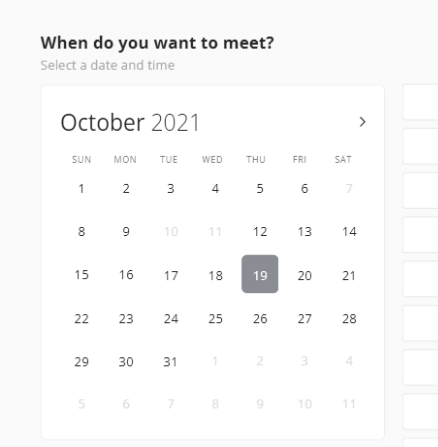 When do you want to meet?
Select a date and time
October 2021
SUN MON TUE WED THU FRI SAT
1 2 3 4 5 6 7
8 9 10 11 12 13 14
15 16 17 18 19 20 21
22 23 24 25 26 27 28
29 30 31 1 2 3 4
5 6 7 8 9 10 11